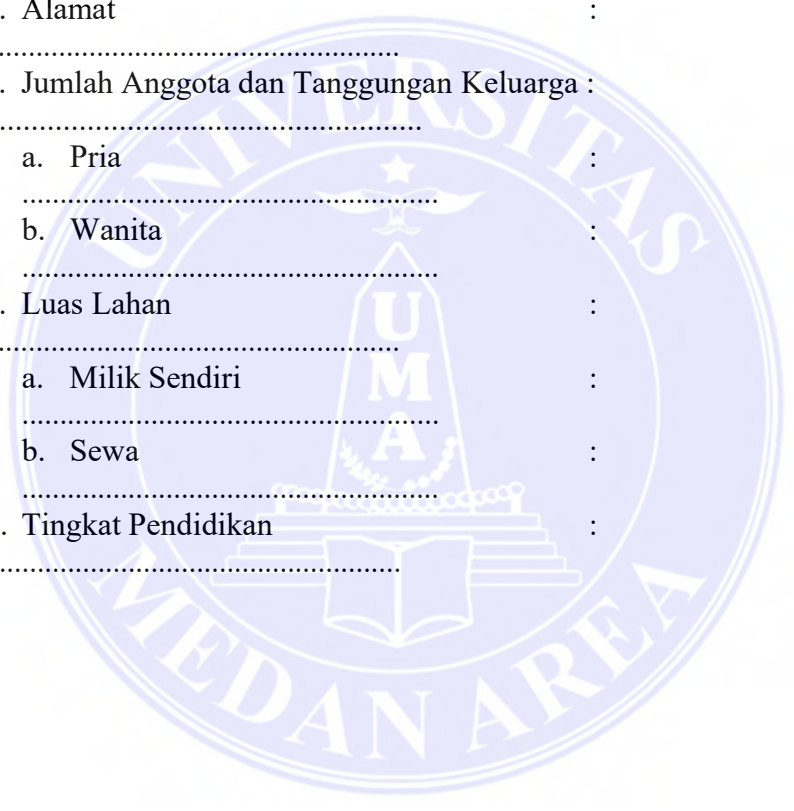 . Alamat :
....................................................
. Jumlah Anggota dan Tanggungan Keluarga :
.......................................................
a. Pria :
......................................................
b. Wanita :
......................................................
. Luas Lahan :
....................................................
a. Milik Sendiri :
......................................................
b. Sewa :
......................................................
. Tingkat Pendidikan :
....................................................
UNIVERSITAS
UMA
MEDAN AREA